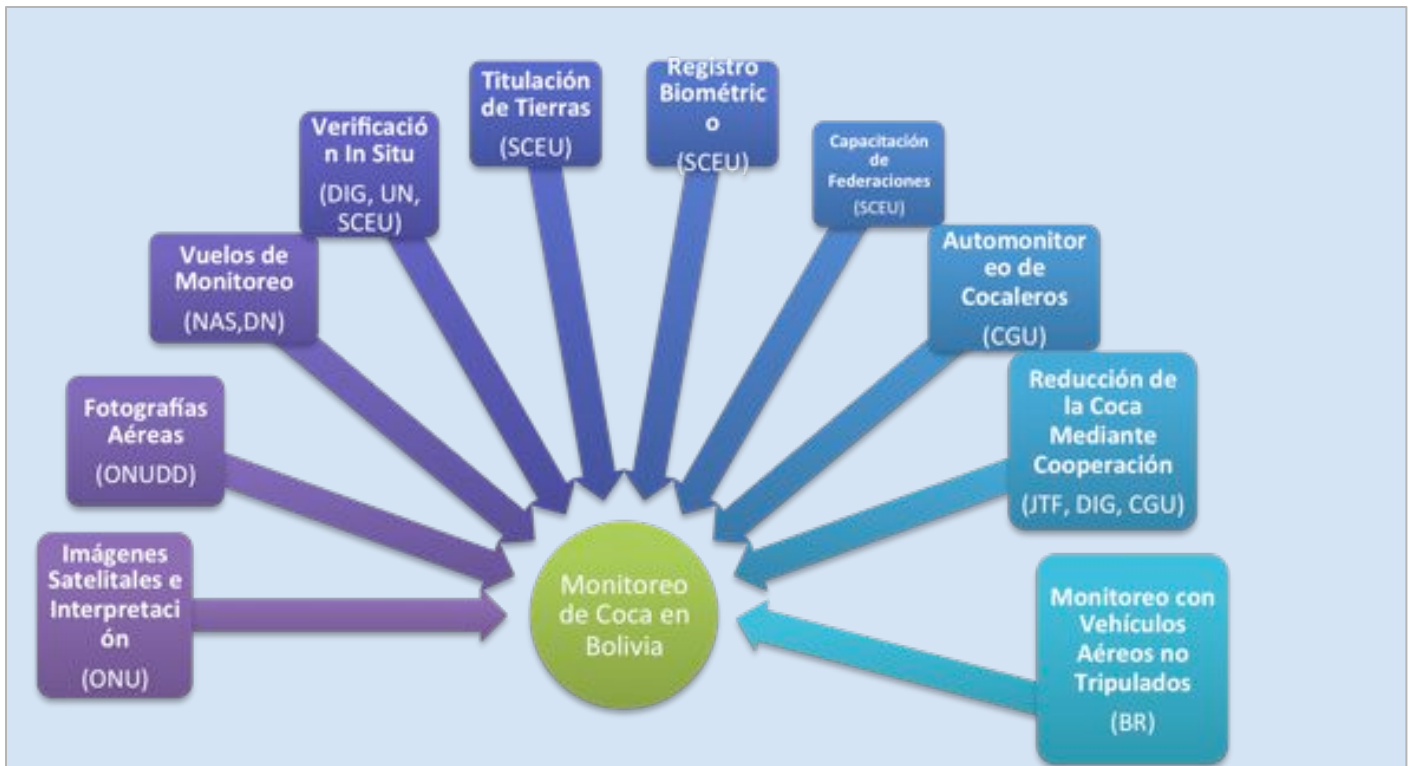 Imágenes
Satelitales e
Interpretaci
ón
(ONU)
Fotografías
Aéreas
(ONUDD)
Vuelos de
Monitoreo
(NAS,DN)
Verificació
n In Situ
(DIG, UN,
SCEU)
Titulación
de Tierras
(SCEU)
Registro
Biométric
o
(SCEU)
Capacitación
de
Federaciones
(SCEU)
Automonitor
eo de
Cocaleros
(CGU)
Reducción de
la Coca
Mediante
Cooperación
(JTF, DIG, CGU)
Monitoreo con
Vehículos
Aéreos no
Tripulados
(BR)
Monitoreo
de Coca en
Bolivia